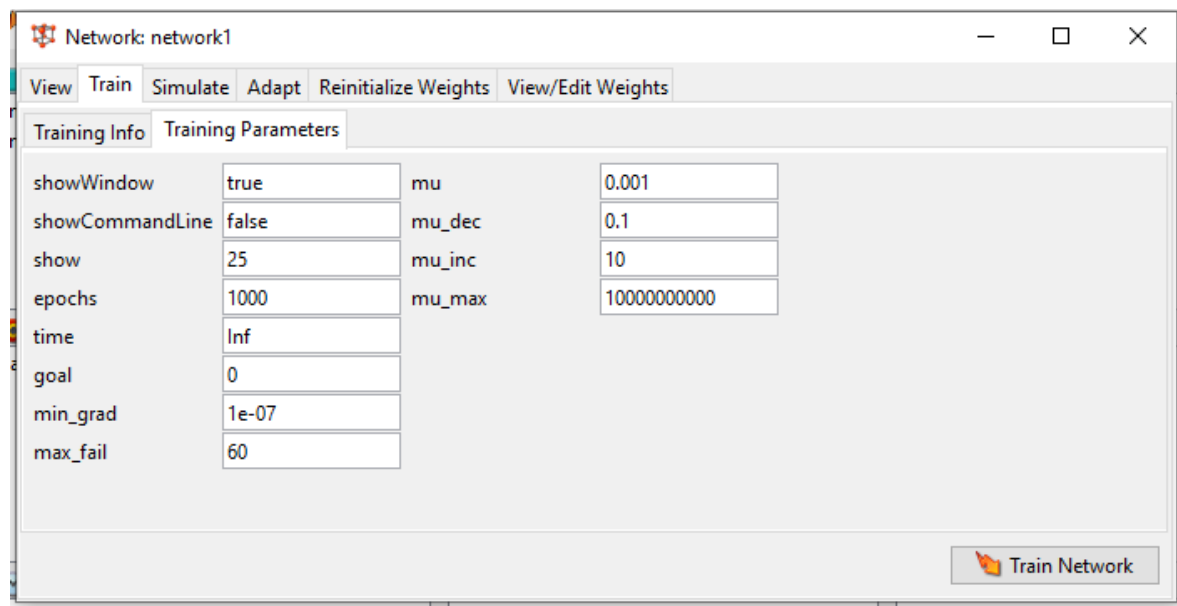 Network: network1
View Train Simulate Adapt Reinitialize Weights View/Edit Weights
Training Info Training Parameters
showWindow true mu 0.001
showCommandLine false mu_dec 0.1
show 25 mu_inc 10
epochs 1000 mu_max 10000000000
time Inf
goal 0
min_grad 1e-07
max_fail 60
Train Network